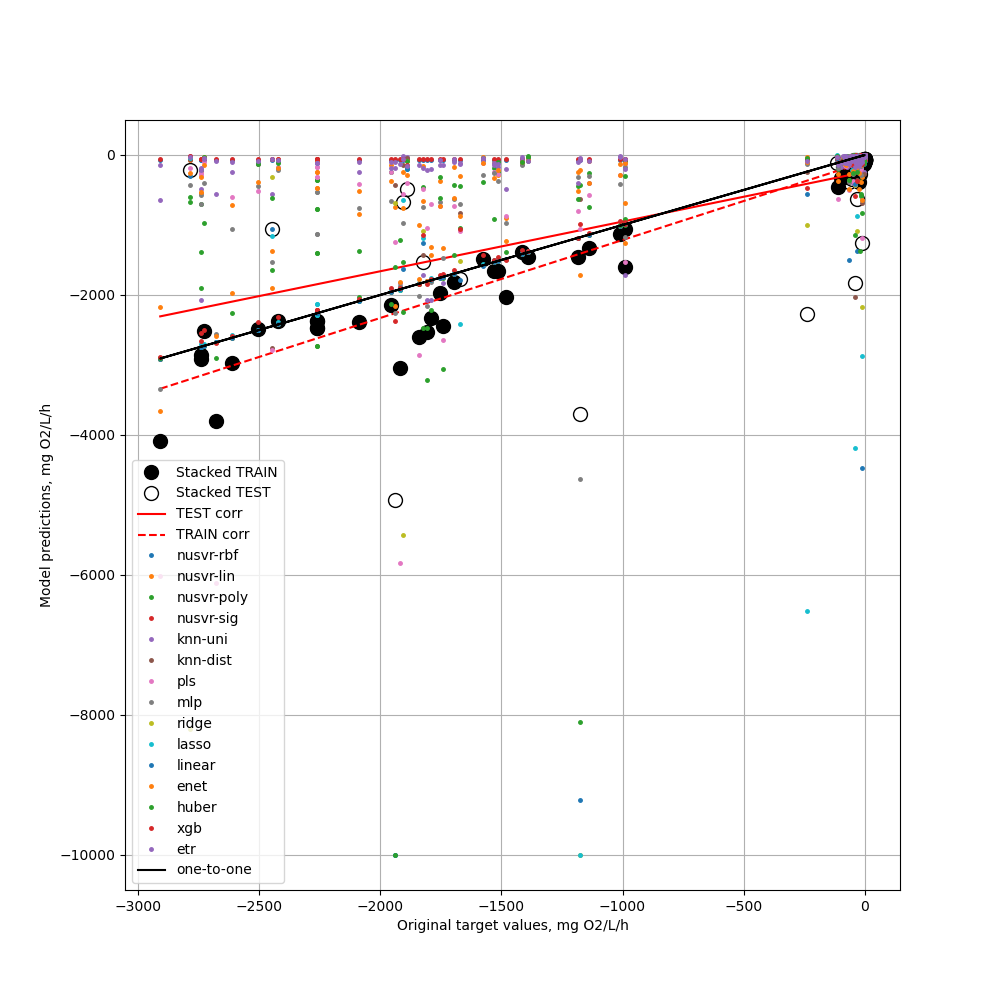 0
−2000
−4000
−6000
−8000
−10000
Model predictions, mg O2/L/h
Stacked TRAIN
Stacked TEST
TEST corr
TRAIN corr
nusvr-rbf
nusvr-lin
nusvr-poly
nusvr-sig
knn-uni
knn-dist
pls
mlp
ridge
lasso
linear
enet
huber
xgb
etr
one-to-one
−3000 −2500 −2000 −1500 −1000 −500 0
Original target values, mg O2/L/h